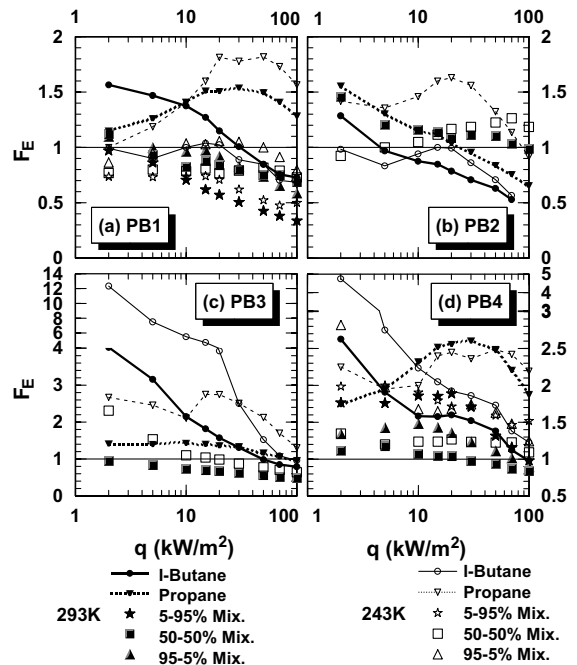 1 10 100 1 10 100
2 2
1.5 1.5
F_E 1 1
0.5 0.5
(a) PB1 (b) PB2
0 0
14 5
12 4
10 3
8
6
4 2.5
(c) PB3 (d) PB4
F_E
3 2
2 1.5
1 1
0 0.5
1 10 100 1 10 100
q (kW/m²) q (kW/m²)
I-Butane I-Butane
Propane Propane
293K 5-95% Mix. 243K 5-95% Mix.
50-50% Mix. 50-50% Mix.
95-5% Mix. 95-5% Mix.